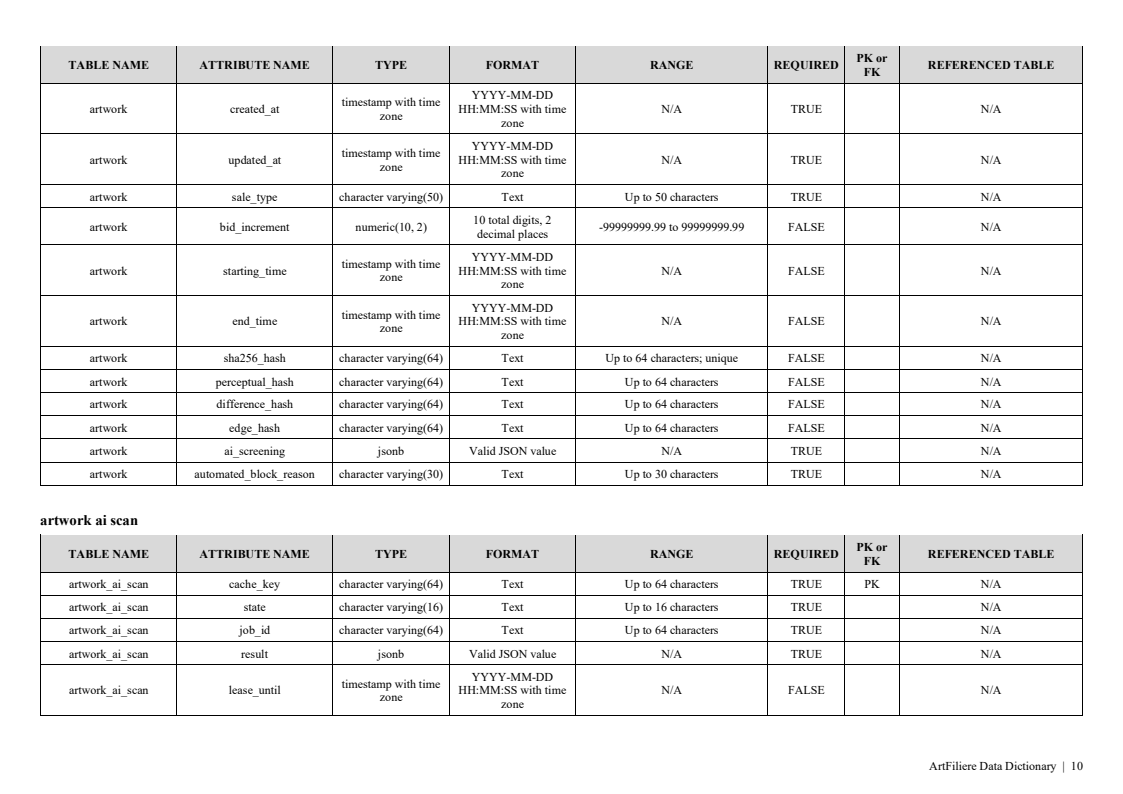 TABLE NAME ATTRIBUTE NAME TYPE FORMAT RANGE REQUIRED PK or FK REFERENCED TABLE
artwork created_at timestamp with time zone YYYY-MM-DD HH:MM:SS with time zone N/A TRUE N/A
artwork updated_at timestamp with time zone YYYY-MM-DD HH:MM:SS with time zone N/A TRUE N/A
artwork sale_type character varying(50) Text Up to 50 characters TRUE N/A
artwork bid_increment numeric(10, 2) 10 total digits, 2 decimal places -99999999.99 to 99999999.99 FALSE N/A
artwork starting_time timestamp with time zone YYYY-MM-DD HH:MM:SS with time zone N/A FALSE N/A
artwork end_time timestamp with time zone YYYY-MM-DD HH:MM:SS with time zone N/A FALSE N/A
artwork sha256_hash character varying(64) Text Up to 64 characters; unique FALSE N/A
artwork perceptual_hash character varying(64) Text Up to 64 characters FALSE N/A
artwork difference_hash character varying(64) Text Up to 64 characters FALSE N/A
artwork edge_hash character varying(64) Text Up to 64 characters FALSE N/A
artwork ai_screening jsonb Valid JSON value N/A TRUE N/A
artwork automated_block_reason character varying(30) Text Up to 30 characters TRUE N/A
artwork ai scan
TABLE NAME ATTRIBUTE NAME TYPE FORMAT RANGE REQUIRED PK or FK REFERENCED TABLE
artwork_ai_scan cache_key character varying(64) Text Up to 64 characters TRUE PK N/A
artwork_ai_scan state character varying(16) Text Up to 16 characters TRUE N/A
artwork_ai_scan job_id character varying(64) Text Up to 64 characters TRUE N/A
artwork_ai_scan result jsonb Valid JSON value N/A TRUE N/A
artwork_ai_scan lease_until timestamp with time zone YYYY-MM-DD HH:MM:SS with time zone N/A FALSE N/A
ArtFiliere Data Dictionary | 10